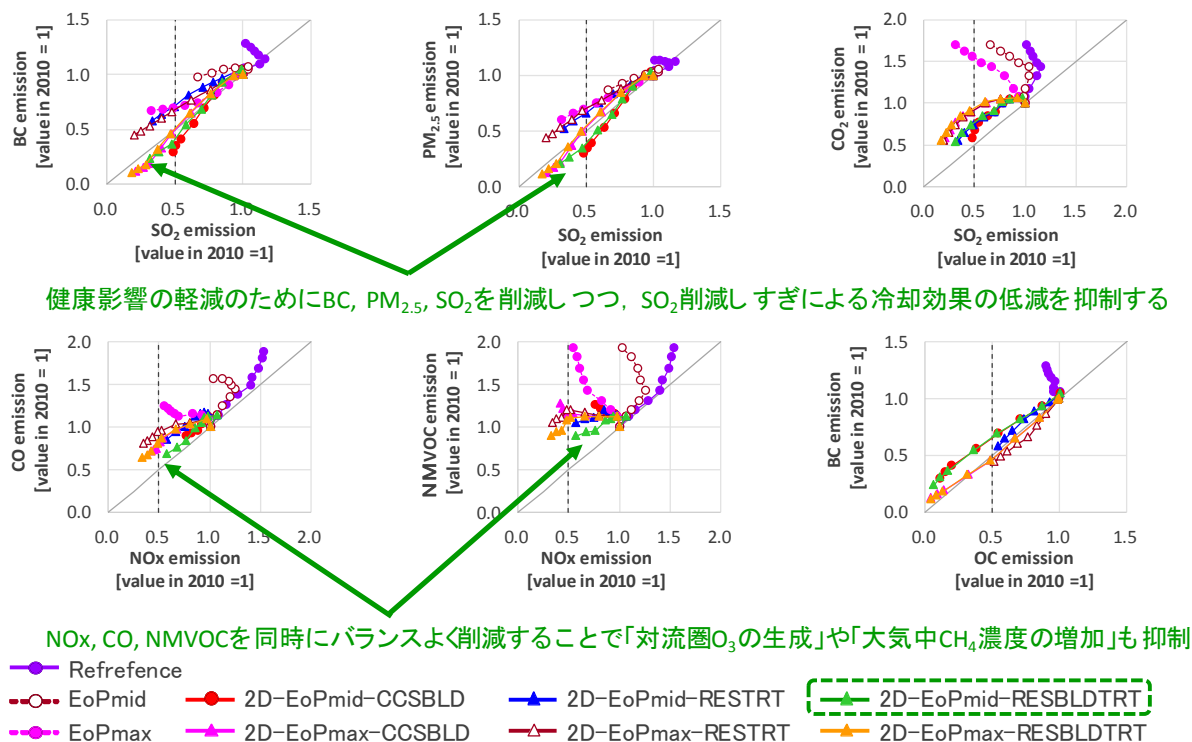 BC emission
[value in 2010 = 1]
1.5
1.0
0.5
0.0
0.0 0.5 1.0 1.5
SO2 emission
[value in 2010 =1]
PM2.5 emission
[value in 2010 = 1]
1.5
1.0
0.5
0.0
0.0 0.5 1.0 1.5
SO2 emission
[value in 2010 =1]
CO2 emission
[value in 2010 = 1]
2.0
1.5
1.0
0.5
0.0
0.0 0.5 1.0 1.5 2.0
SO2 emission
[value in 2010 =1]
健康影響の軽減のためにBC, PM2.5, SO2を削減しつつ, SO2削減しすぎによる冷却効果の低減を抑制する
CO emission
[value in 2010 = 1]
2.0
1.5
1.0
0.5
0.0
0.0 0.5 1.0 1.5 2.0
NOx emission
[value in 2010 =1]
NMVOC emission
[value in 2010 = 1]
2.0
1.5
1.0
0.5
0.0
0.0 0.5 1.0 1.5 2.0
NOx emission
[value in 2010 =1]
BC emission
[value in 2010 = 1]
1.5
1.0
0.5
0.0
0.0 0.5 1.0 1.5
OC emission
[value in 2010 =1]
NOx, CO, NMVOCを同時にバランスよく削減することで「対流圏O3の生成」や「大気中CH4濃度の増加」も抑制
Refrefence
EoPmid 2D-EoPmid-CCSBLD 2D-EoPmid-RESTRT 2D-EoPmid-RESBLDTRT
EoPmax 2D-EoPmax-CCSBLD 2D-EoPmax-RESTRT 2D-EoPmax-RESBLDTRT